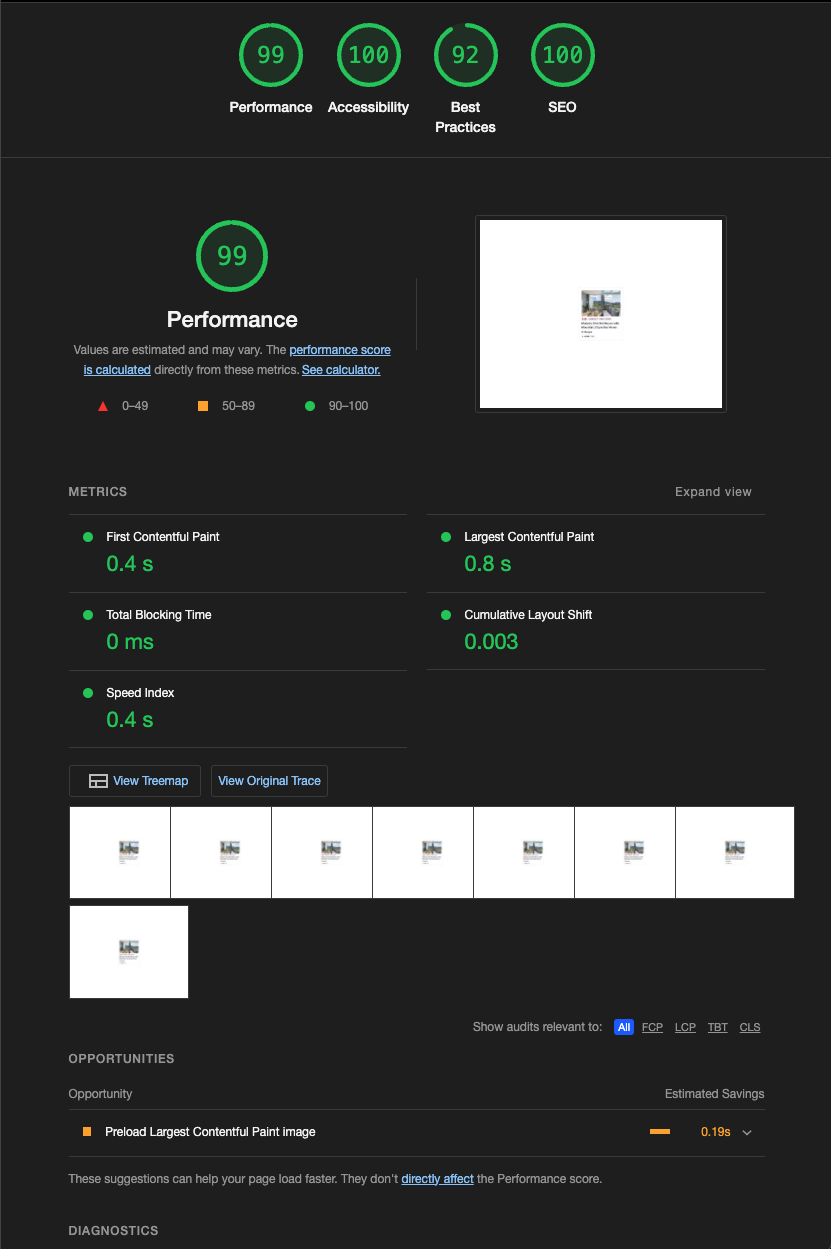 99
100
92
100
Performance
Accessibility
Best
Practices
SEO
99
Performance
Values are estimated and may vary. The performance score
is calculated directly from these metrics. See calculator.
0–49
50–89
90–100
METRICS
Expand view
First Contentful Paint
0.4 s
Largest Contentful Paint
0.8 s
Total Blocking Time
0 ms
Cumulative Layout Shift
0.003
Speed Index
0.4 s
View Treemap
View Original Trace
Show audits relevant to: All FCP LCP TBT CLS
OPPORTUNITIES
Opportunity
Estimated Savings
Preload Largest Contentful Paint image
0.19s
These suggestions can help your page load faster. They don't directly affect the Performance score.
DIAGNOSTICS